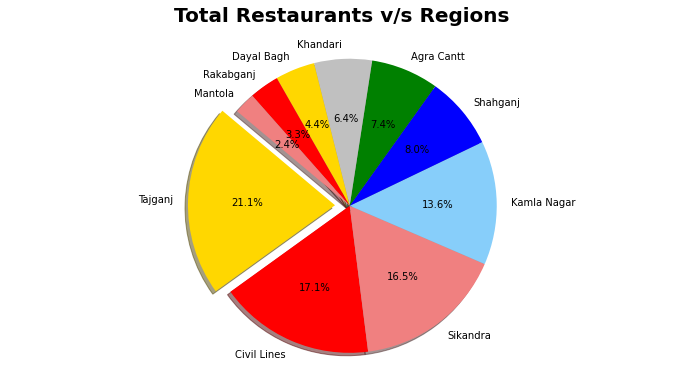 Total Restaurants v/s Regions
Khandari
Dayal Bagh
Agra Cantt
Rakabganj
Mantola
Shahganj
6.4%
4.4%
7.4%
3.3%
2.4%
8.0%
Tajganj
21.1%
13.6%
Kamla Nagar
16.5%
17.1%
Sikandra
Civil Lines